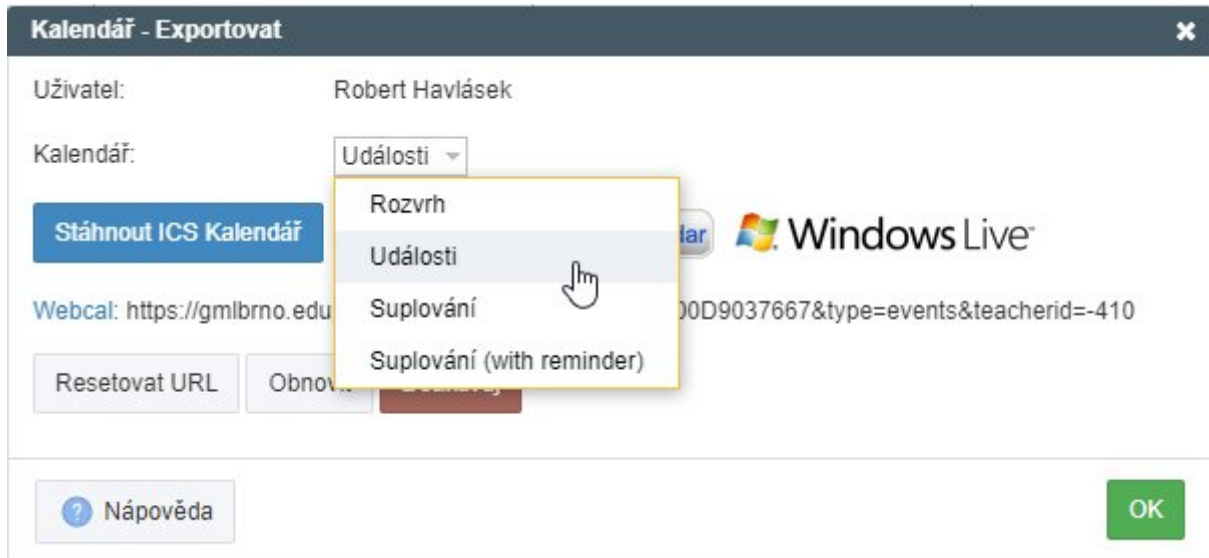 Kalendář - Exportovat
Uživatel: Robert Havlásek
Kalendář: Události
Rozvrh
Stáhnout ICS Kalendář Windows Live
Události
Webcal: https://gmlbrno.edu 00D9037667&type=events&teacherid=-410
Suplování
Suplování (with reminder)
Resetovat URL
Nápověda OK